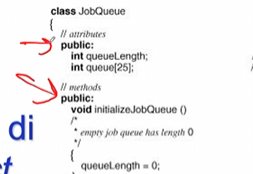 class JobQueue
{
// attributes
public:
int queueLength;
int queue[25];
// methods
public:
void initializeJobQueue ()
/*
* empty job queue has length 0
*/
{
queueLength = 0;
di